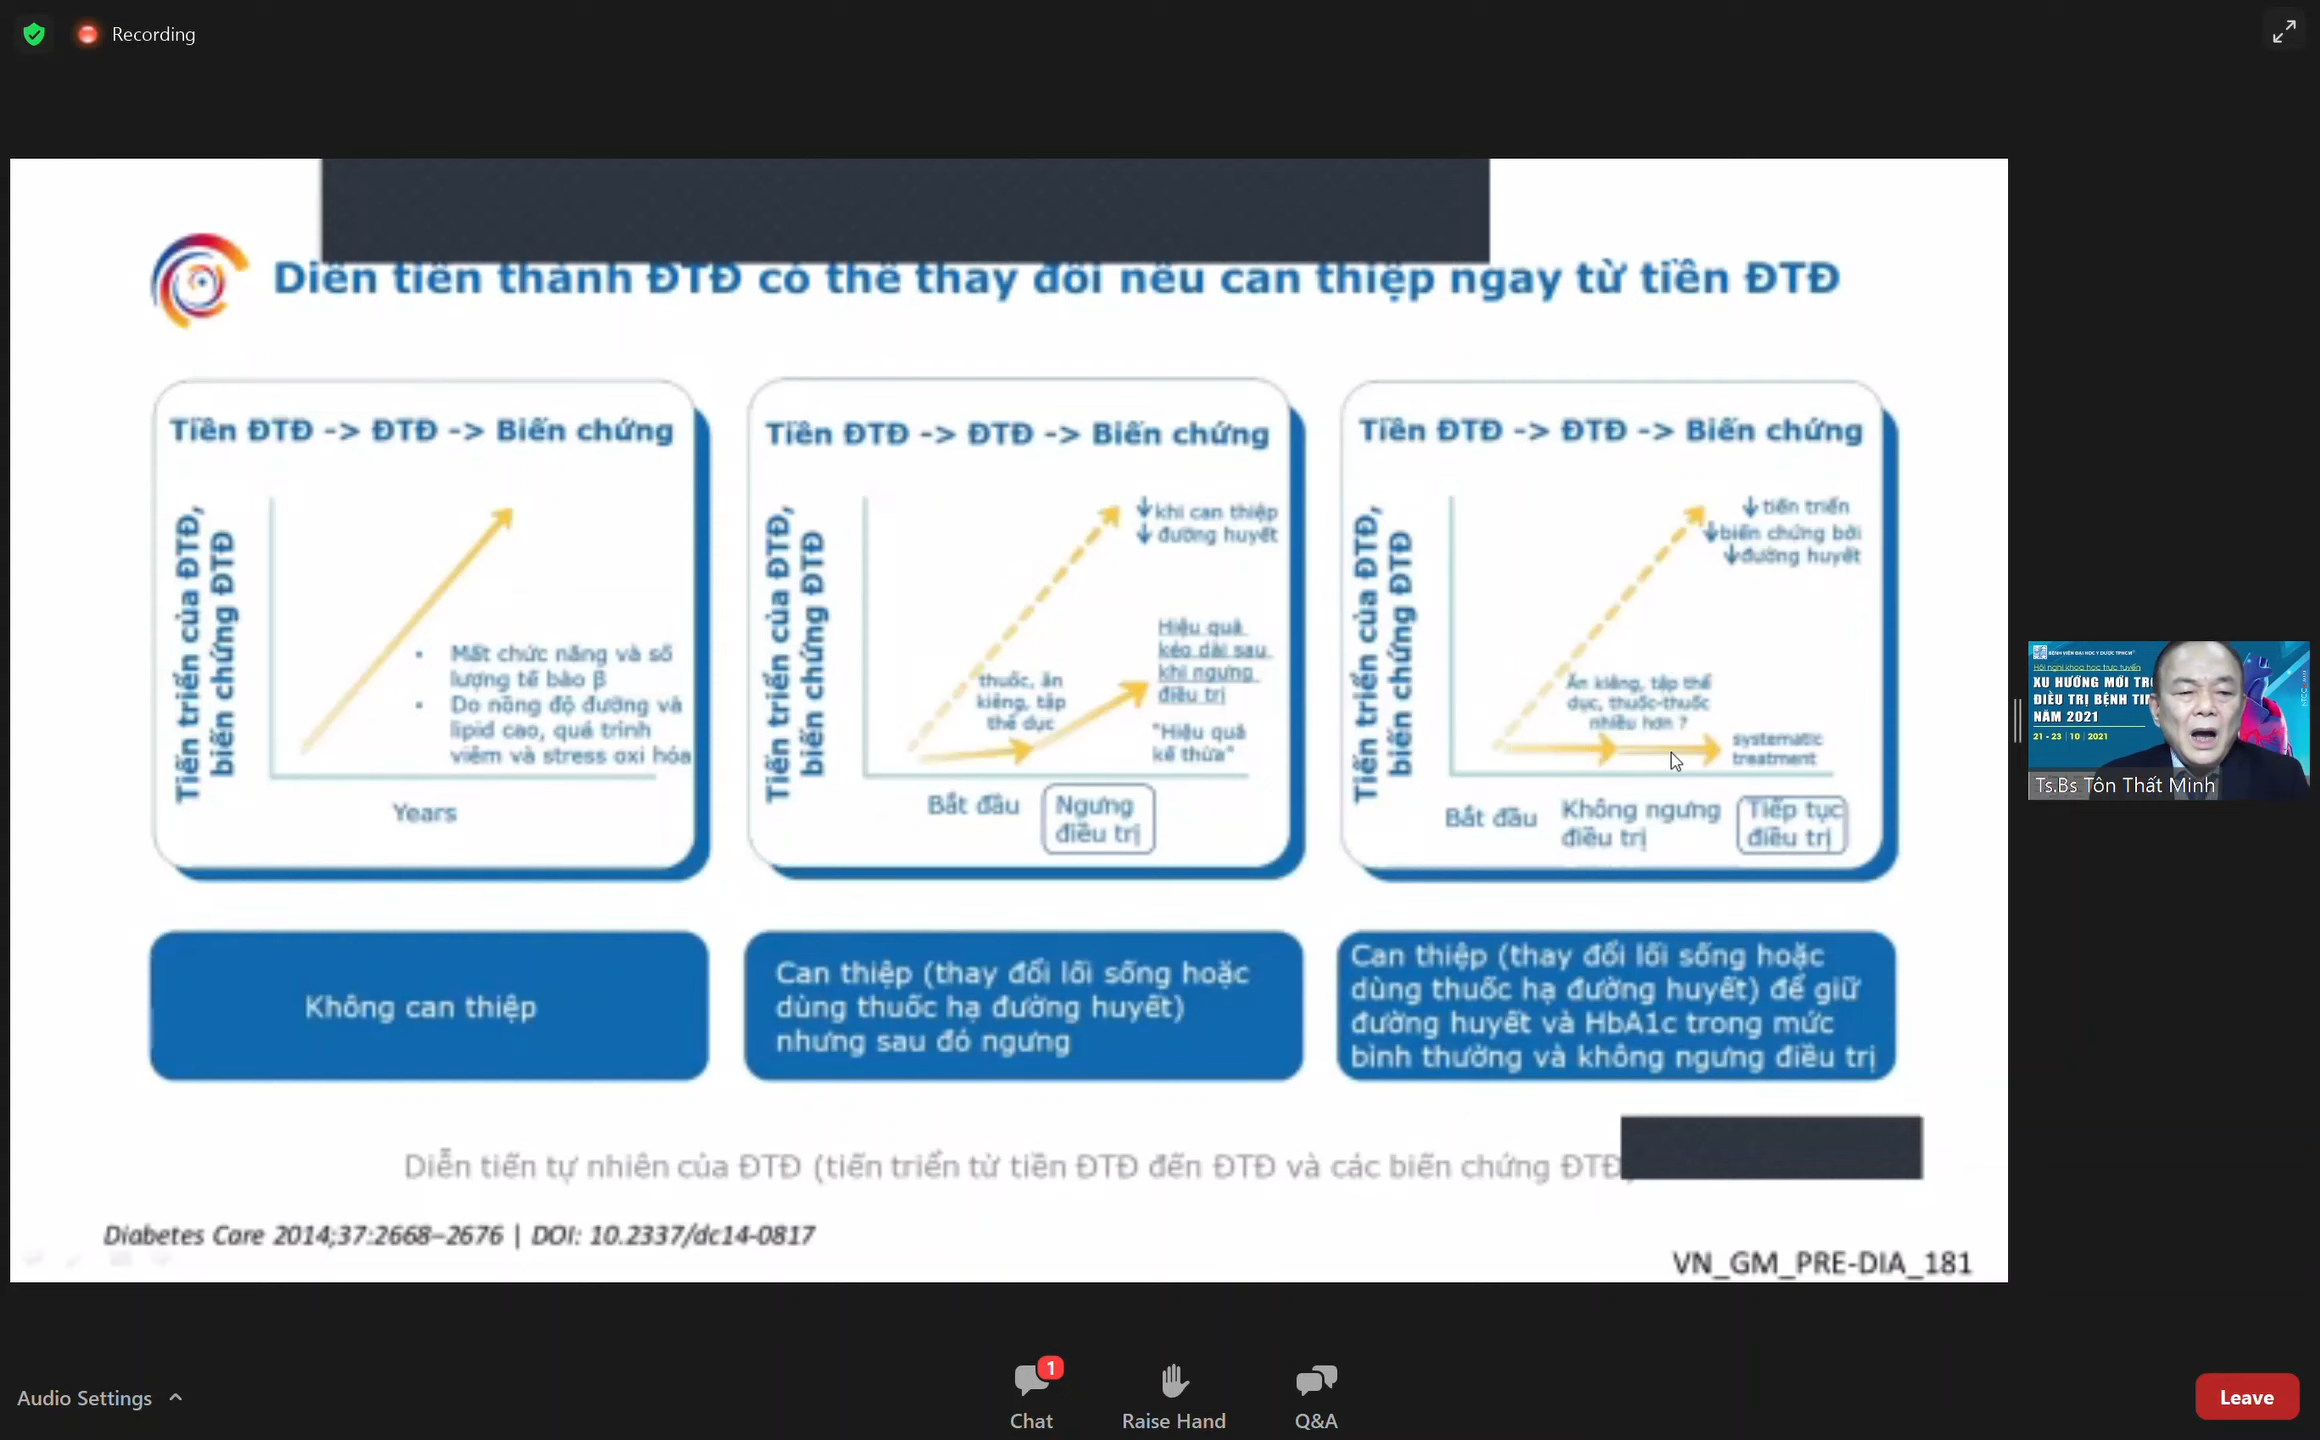 Recording
Diễn tiến thành ĐTĐ có thể thay đổi nếu can thiệp ngay từ tiền ĐTĐ
Tiền ĐTĐ -> ĐTĐ -> Biến chứng
Tiến triển của ĐTĐ,
biến chứng ĐTĐ
• Mất chức năng và số
lượng tế bào β
• Do nồng độ đường và
lipid cao, quá trình
viêm và stress oxi hóa
Years
Không can thiệp
Tiền ĐTĐ -> ĐTĐ -> Biến chứng
Tiến triển của ĐTĐ,
biến chứng ĐTĐ
↓khi can thiệp
↓ đường huyết
thuốc, ăn
kiêng, tập
thể dục
Hiệu quả
kéo dài sau
khi ngưng
điều trị
"Hiệu quả
kế thừa"
Bắt đầu
Ngưng
điều trị
Can thiệp (thay đổi lối sống hoặc
dùng thuốc hạ đường huyết)
nhưng sau đó ngưng
Tiền ĐTĐ -> ĐTĐ -> Biến chứng
Tiến triển của ĐTĐ,
biến chứng ĐTĐ
↓tiến triển
↓biến chứng bởi
↓đường huyết
Ăn kiêng, tập thể
dục, thuốc-thuốc
nhiều hơn ?
systematic
treatment
Bắt đầu
Không ngưng
điều trị
Tiếp tục
điều trị
Can thiệp (thay đổi lối sống hoặc
dùng thuốc hạ đường huyết) để giữ
đường huyết và HbA1c trong mức
bình thường và không ngưng điều trị
Diễn tiến tự nhiên của ĐTĐ (tiến triển từ tiền ĐTĐ đến ĐTĐ và các biến chứng ĐTĐ)
Diabetes Care 2014;37:2668–2676 | DOI: 10.2337/dc14-0817
VN_GM_PRE-DIA_181
BỆNH VIỆN ĐẠI HỌC Y DƯỢC TPHCM
Hội nghị khoa học trực tuyến
XU HƯỚNG MỚI
ĐIỀU TRỊ BỆNH
NĂM 2021
21 - 23 | 10 | 2021
Ts.Bs Tôn Thất Minh
Audio Settings
1
Chat
Raise Hand
Q&A
Leave